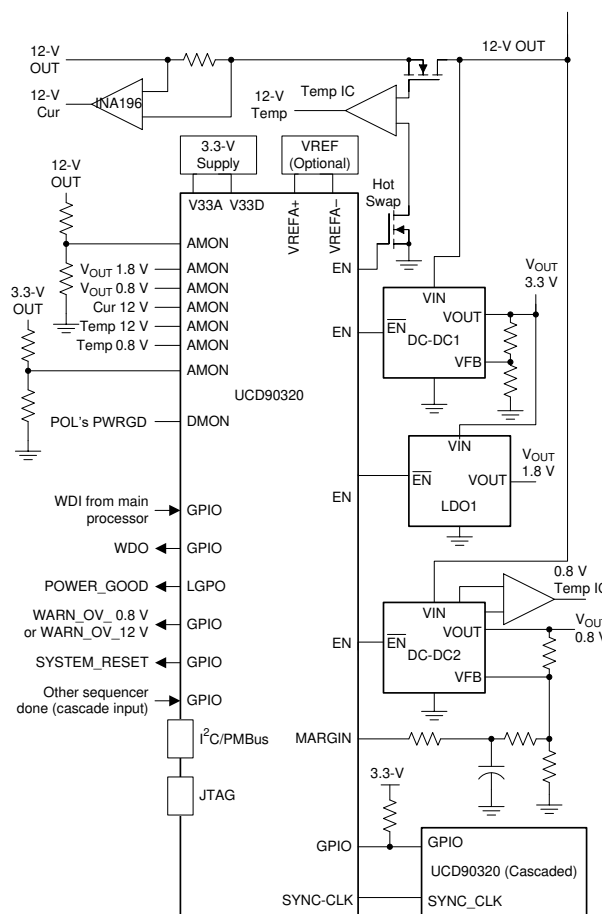 12-V
OUT
12-V OUT
INA196
12-V
Cur
Temp IC
12-V
Temp
3.3-V
Supply
VREF
(Optional)
12-V
OUT
Hot
Swap
V33A V33D
VREFA+
VREFA−
AMON
EN
VOUT 1.8 V
AMON
VOUT 0.8 V
AMON
Cur 12 V
AMON
Temp 12 V
AMON
Temp 0.8 V
AMON
3.3-V
OUT
AMON
VOUT
3.3 V
VIN
VOUT
EN
EN
DC-DC1
VFB
UCD90320
POL's PWRGD
DMON
VIN
VOUT
1.8 V
EN
VOUT
EN
LDO1
WDI from main
processor
GPIO
WDO
GPIO
POWER_GOOD
LGPO
0.8 V
Temp IC
WARN_OV_ 0.8 V
or WARN_OV_12 V
GPIO
VIN
VOUT
VOUT
0.8 V
EN
EN
DC-DC2
VFB
SYSTEM_RESET
GPIO
Other sequencer
done (cascade input)
GPIO
I2C/PMBus
MARGIN
JTAG
3.3-V
GPIO
GPIO
UCD90320 (Cascaded)
SYNC-CLK
SYNC_CLK